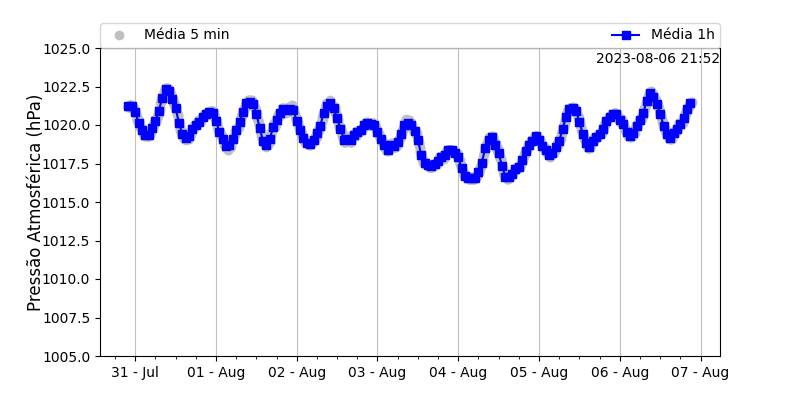 Média 5 min
Média 1h
2023-08-06 21:52
Pressão Atmosférica (hPa)
1025.0
1022.5
1020.0
1017.5
1015.0
1012.5
1010.0
1007.5
1005.0
31 - Jul
01 - Aug
02 - Aug
03 - Aug
04 - Aug
05 - Aug
06 - Aug
07 - Aug